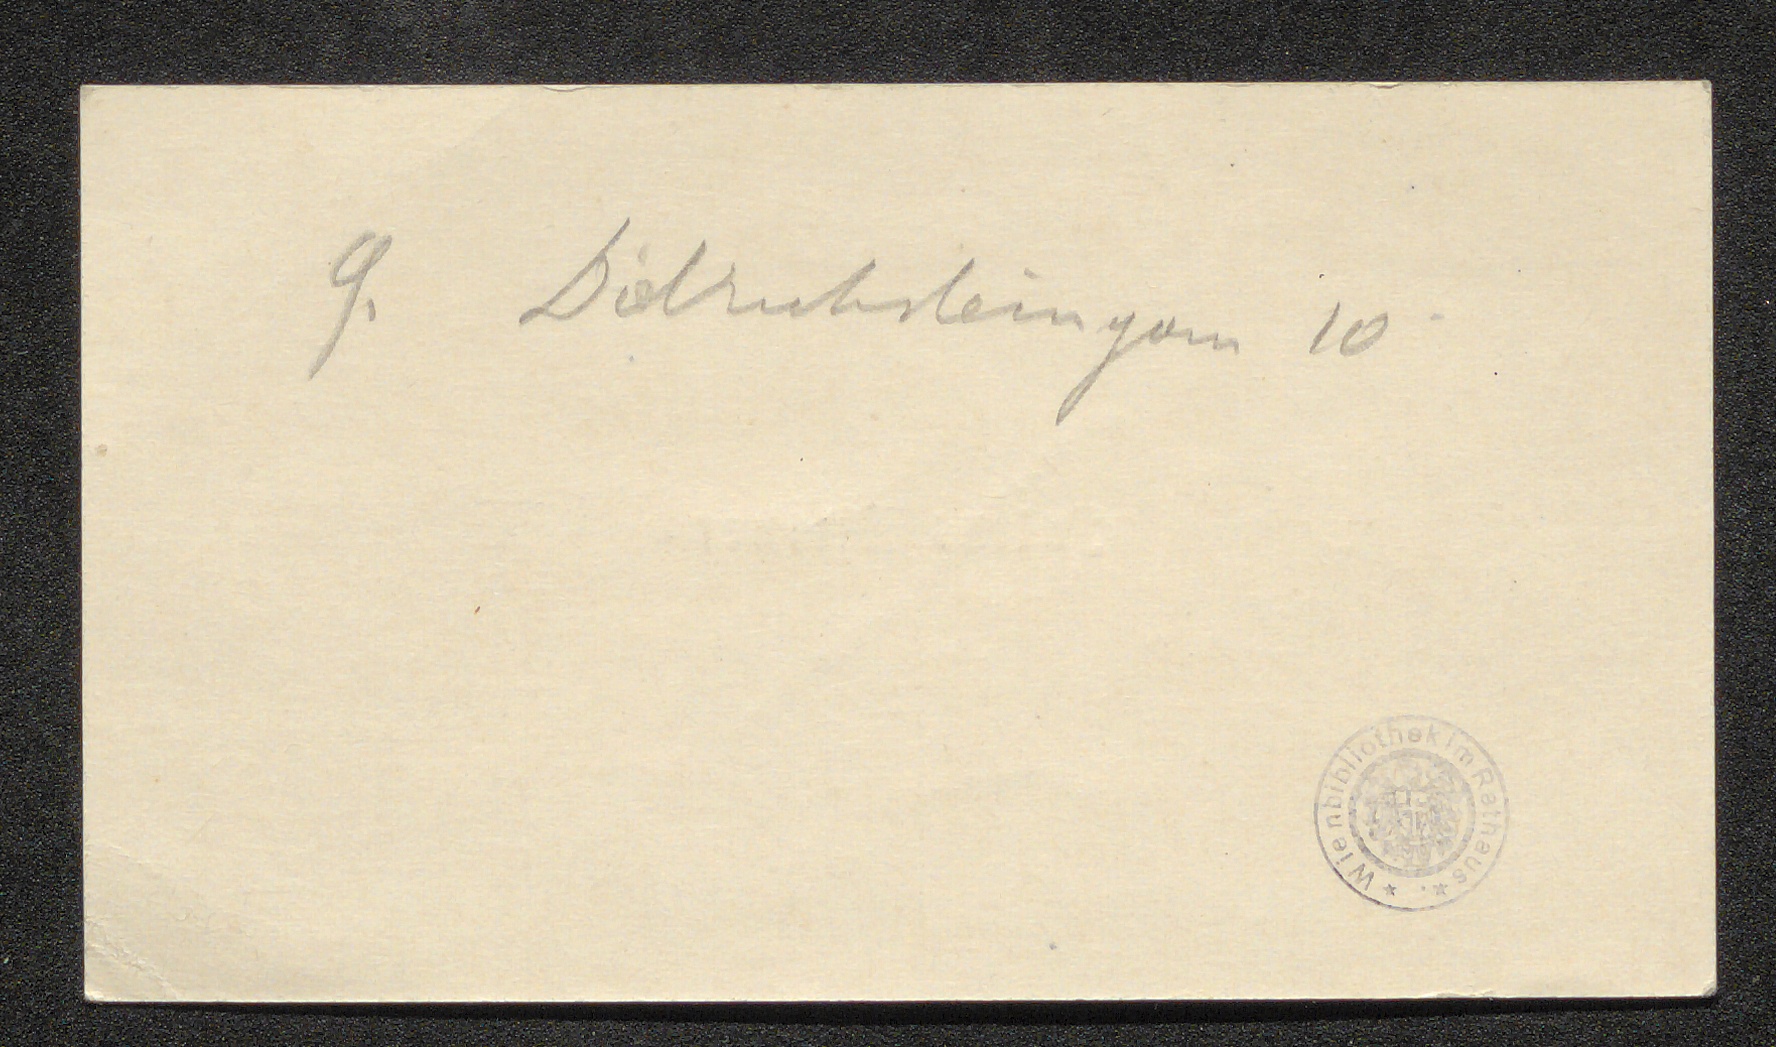 9. Dietrichsteingasse 10
Wienbibliothek im Rathaus